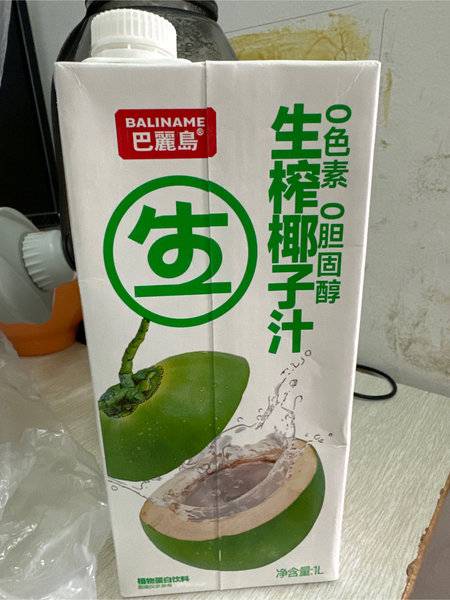 BALINAME
巴麗島®
生
生榨椰子汁
0色素 0胆固醇
植物蛋白饮料
净含量:1L